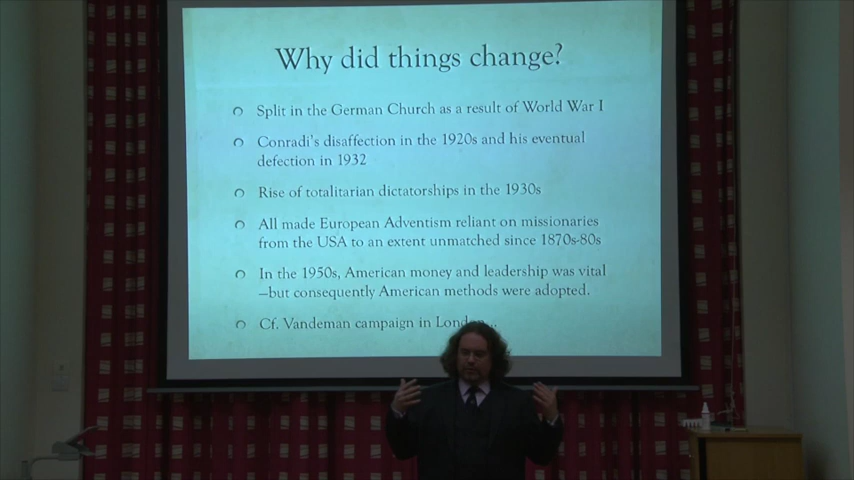 Why did things change?
Split in the German Church as a result of World War I
Conradi's disaffection in the 1920s and his eventual
defection in 1932
Rise of totalitarian dictatorships in the 1930s
All made European Adventism reliant on missionaries
from the USA to an extent unmatched since 1870s-80s
In the 1950s, American money and leadership was vital
—but consequently American methods were adopted.
Cf. Vandeman campaign in London...